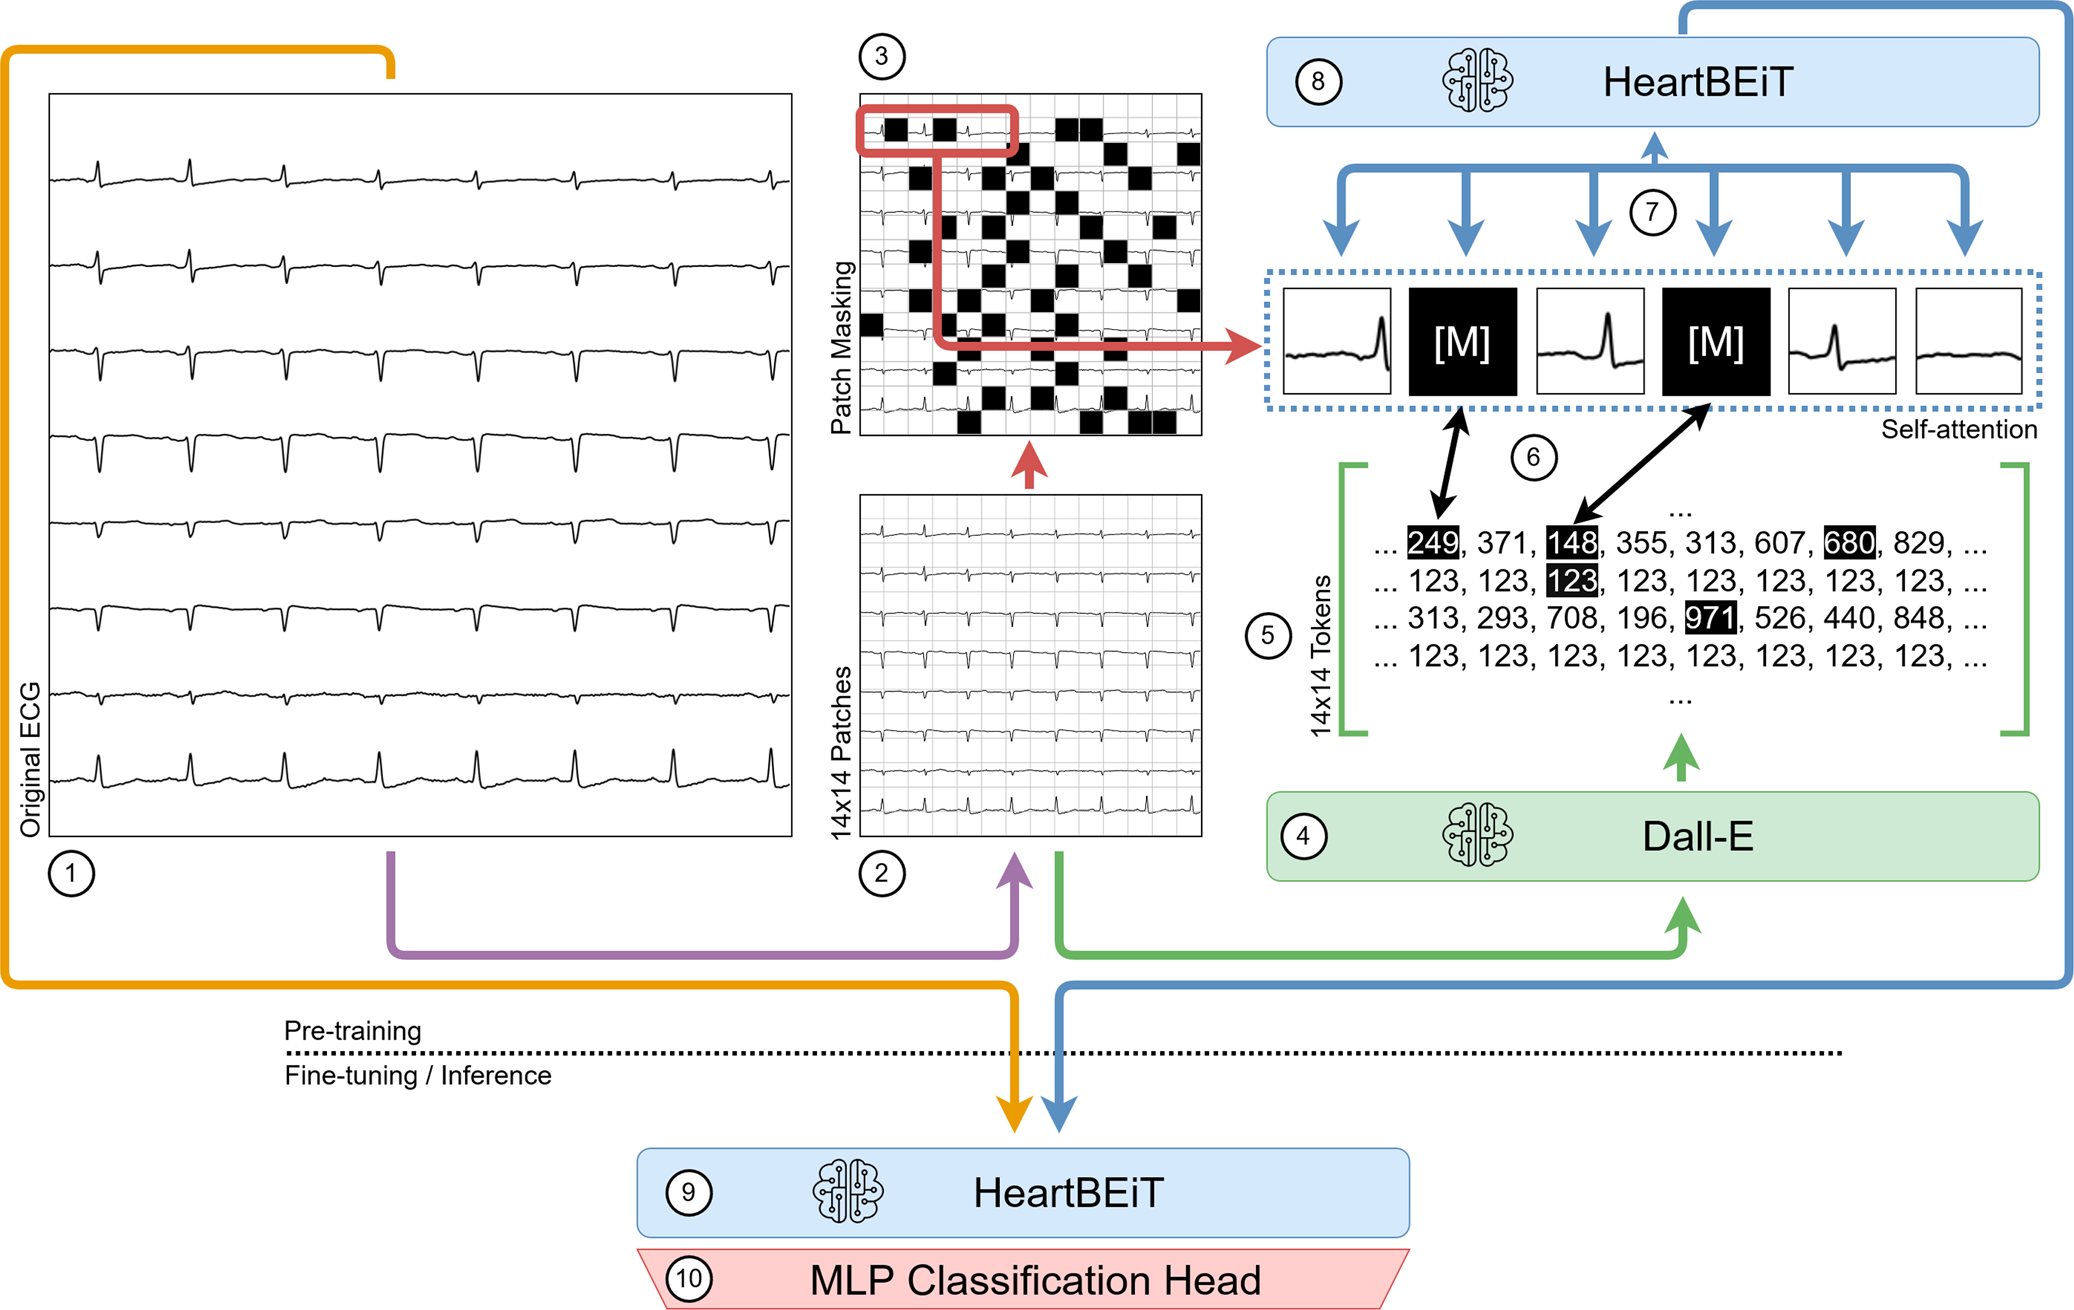 Original ECG
1
3
Patch Masking
14x14 Patches
2
8
HeartBEiT
7
[M]
[M]
Self-attention
6
...
... 249, 371, 148, 355, 313, 607, 680, 829, ...
... 123, 123, 123, 123, 123, 123, 123, 123, ...
... 313, 293, 708, 196, 971, 526, 440, 848, ...
... 123, 123, 123, 123, 123, 123, 123, 123, ...
...
5
14x14 Tokens
4
Dall-E
Pre-training
Fine-tuning / Inference
9
HeartBEiT
10
MLP Classification Head